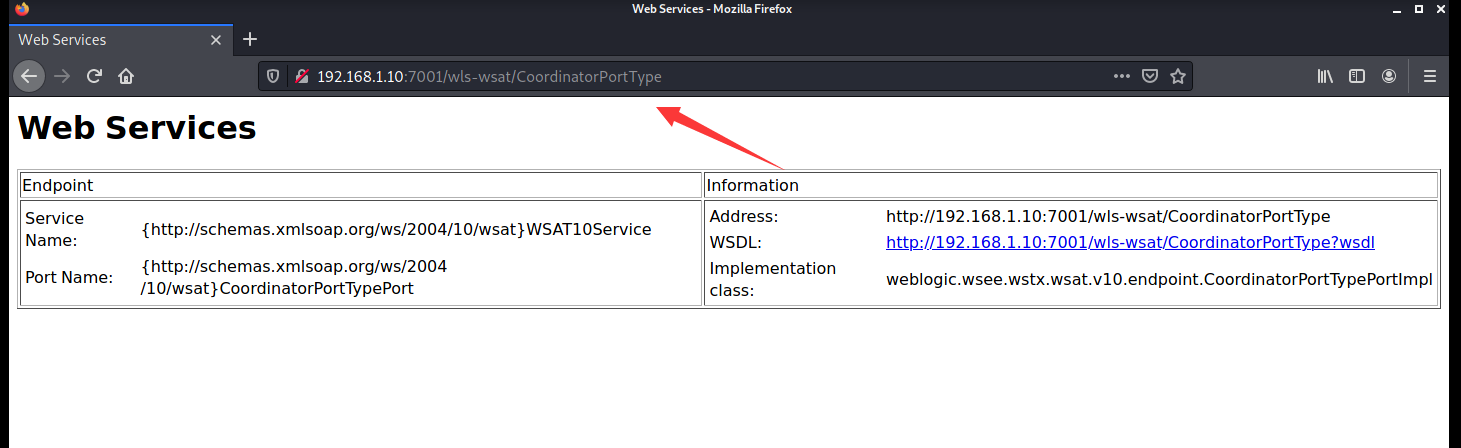 Web Services - Mozilla Firefox
Web Services
192.168.1.10:7001/wls-wsat/CoordinatorPortType
Web Services
Endpoint
Information
Service
Name:
{http://schemas.xmlsoap.org/ws/2004/10/wsat}WSAT10Service
Port Name:
{http://schemas.xmlsoap.org/ws/2004
/10/wsat}CoordinatorPortTypePort
Address:
http://192.168.1.10:7001/wls-wsat/CoordinatorPortType
WSDL:
http://192.168.1.10:7001/wls-wsat/CoordinatorPortType?wsdl
Implementation
class:
weblogic.wsee.wstx.wsat.v10.endpoint.CoordinatorPortTypePortImpl